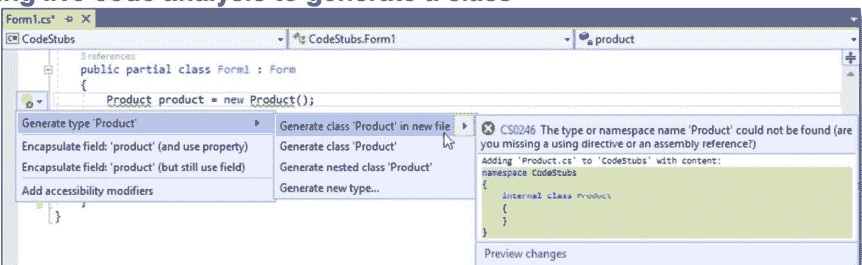 Form1.cs*
CodeStubs CodeStubs.Form1 product
3 references
public partial class Form1 : Form
{
Product product = new Product();
Generate type 'Product'
Encapsulate field: 'product' (and use property)
Encapsulate field: 'product' (but still use field)
Add accessibility modifiers
Generate class 'Product' in new file
Generate class 'Product'
Generate nested class 'Product'
Generate new type...
CS0246 The type or namespace name 'Product' could not be found (are
you missing a using directive or an assembly reference?)
Adding 'Product.cs' to 'CodeStubs' with content:
namespace CodeStubs
{
internal class Product
{
}
}
Preview changes
}
}